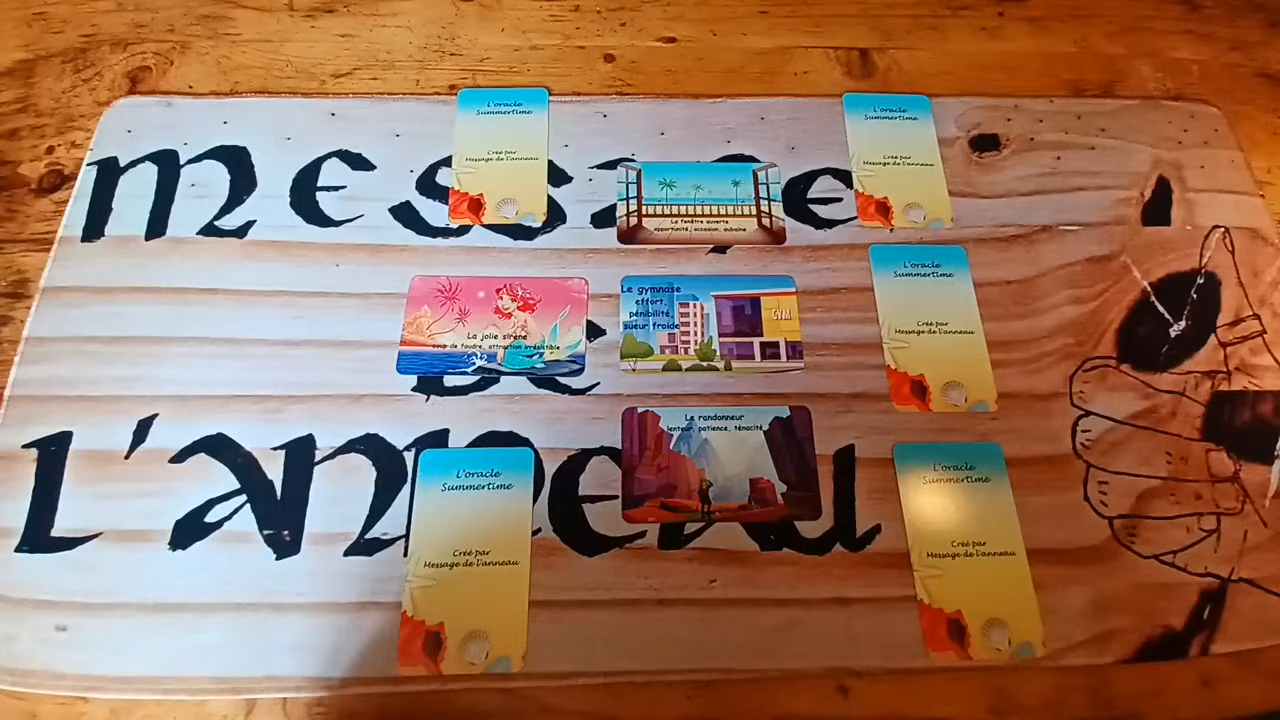 MESSAGE
DE
L'ANNEAU
L'oracle
Summertime
Créé par
Message de l'anneau
L'oracle
Summertime
Créé par
Message de l'anneau
La fenêtre ouverte
opportunité, occasion, aubaine
La jolie sirène
coup de foudre, attraction irrésistible
Le gymnase
effort,
pénibilité,
sueur froide
GYM
L'oracle
Summertime
Créé par
Message de l'anneau
Le randonneur
lenteur, patience, ténacité
L'oracle
Summertime
Créé par
Message de l'anneau
L'oracle
Summertime
Créé par
Message de l'anneau